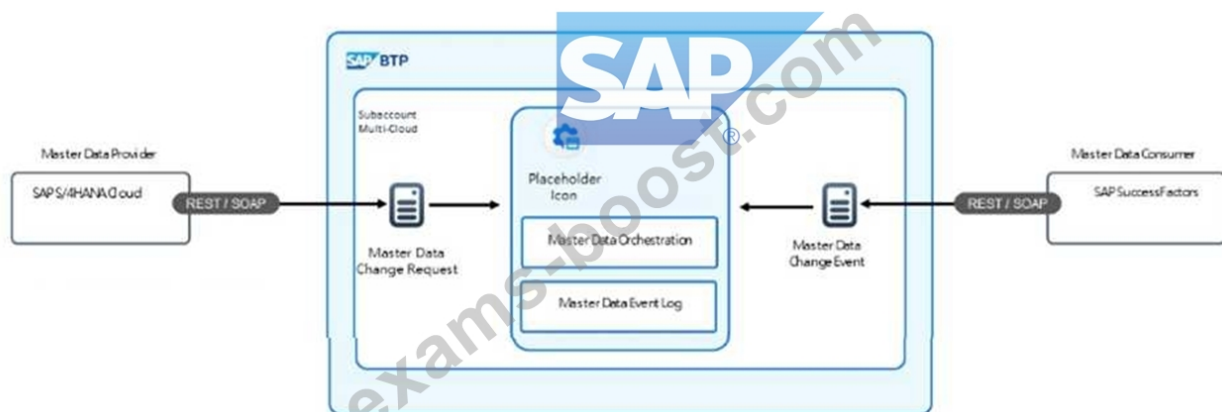 SAP
SAP BTP
Subaccount
Multi-Cloud
Master Data Provider
SAP S/4HANA Cloud
REST / SOAP
Master Data
Change Request
Placeholder
Icon
Master Data Orchestration
Master Data Event Log
Master Data
Change Event
REST / SOAP
Master Data Consumer
SAP SuccessFactors
exams-boost.com
®